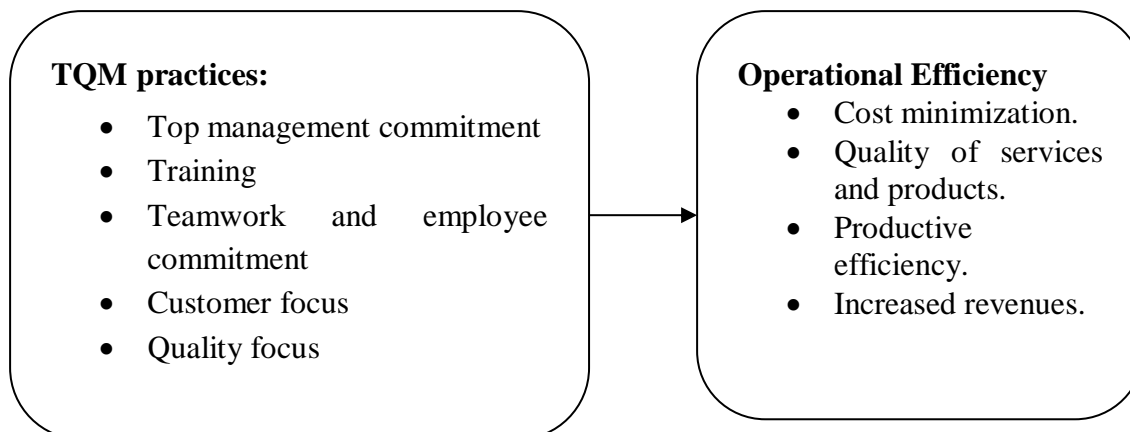 TQM practices:
• Top management commitment
• Training
• Teamwork and employee
commitment
• Customer focus
• Quality focus
Operational Efficiency
• Cost minimization.
• Quality of services
and products.
• Productive
efficiency.
• Increased revenues.